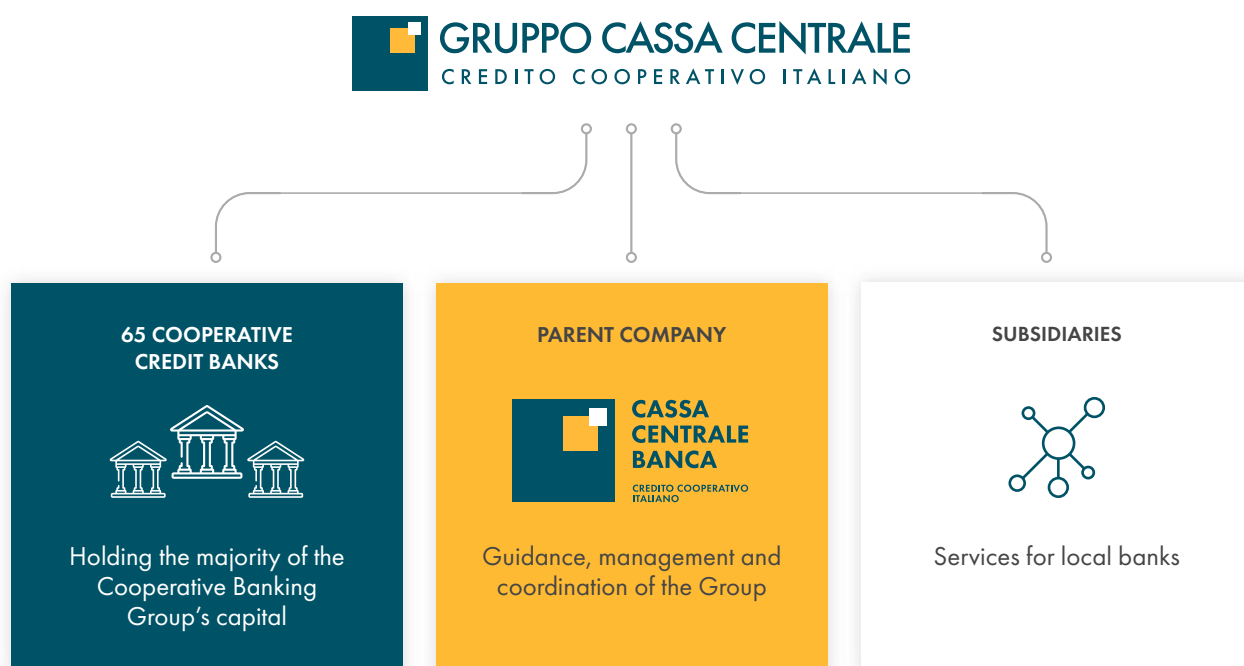 GRUPPO CASSA CENTRALE
CREDITO COOPERATIVO ITALIANO
65 COOPERATIVE
CREDIT BANKS
Holding the majority of the
Cooperative Banking
Group's capital
PARENT COMPANY
CASSA
CENTRALE
BANCA
CREDITO COOPERATIVO
ITALIANO
Guidance, management and
coordination of the Group
SUBSIDIARIES
Services for local banks